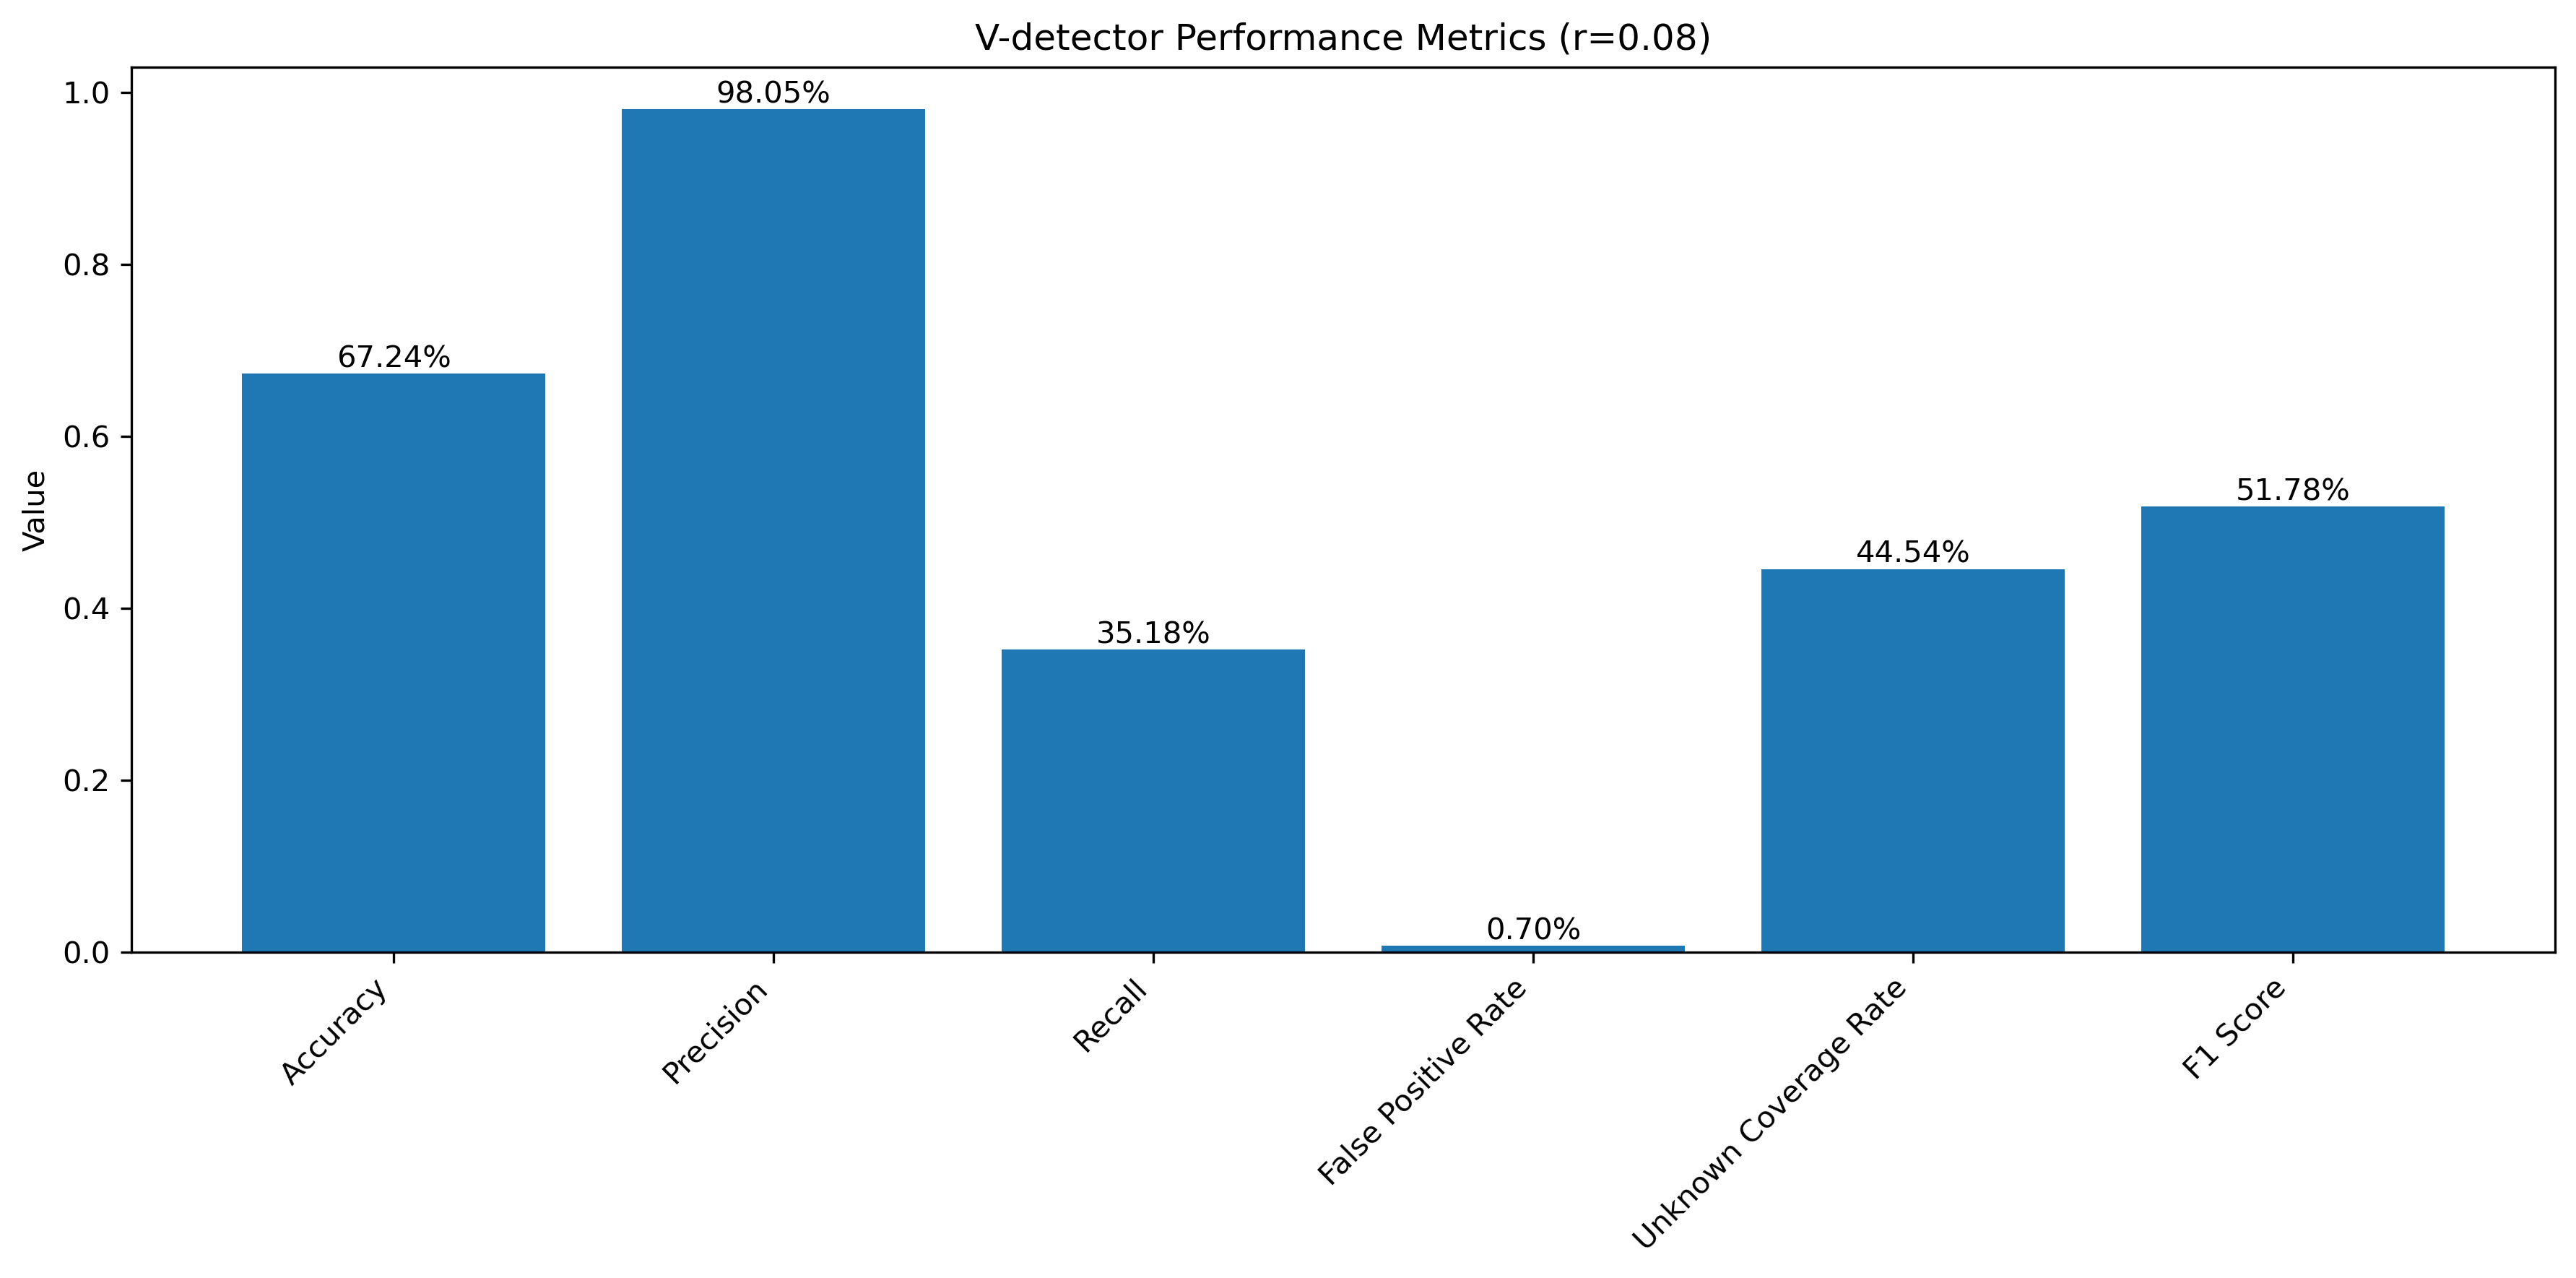 V-detector Performance Metrics (r=0.08)
1.0
0.8
0.6
0.4
0.2
0.0
Value
67.24%
98.05%
35.18%
0.70%
44.54%
51.78%
Accuracy
Precision
Recall
False Positive Rate
Unknown Coverage Rate
F1 Score